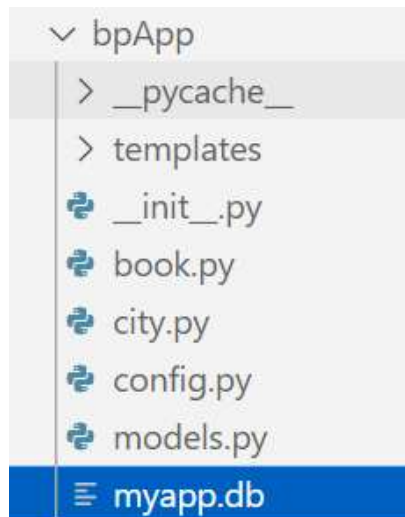 bpApp
__pycache__
templates
__init__.py
book.py
city.py
config.py
models.py
myapp.db